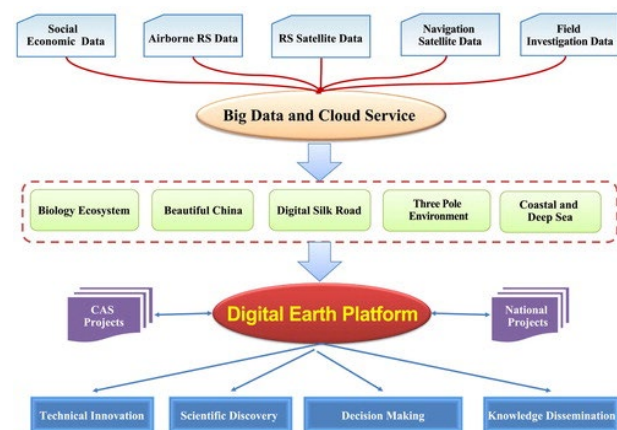 Social
Economic Data
Airborne RS Data
RS Satellite Data
Navigation
Satellite Data
Field
Investigation Data
Big Data and Cloud Service
Biology Ecosystem
Beautiful China
Digital Silk Road
Three Pole
Environment
Coastal and
Deep Sea
CAS
Projects
Digital Earth Platform
National
Projects
Technical Innovation
Scientific Discovery
Decision Making
Knowledge Dissemination